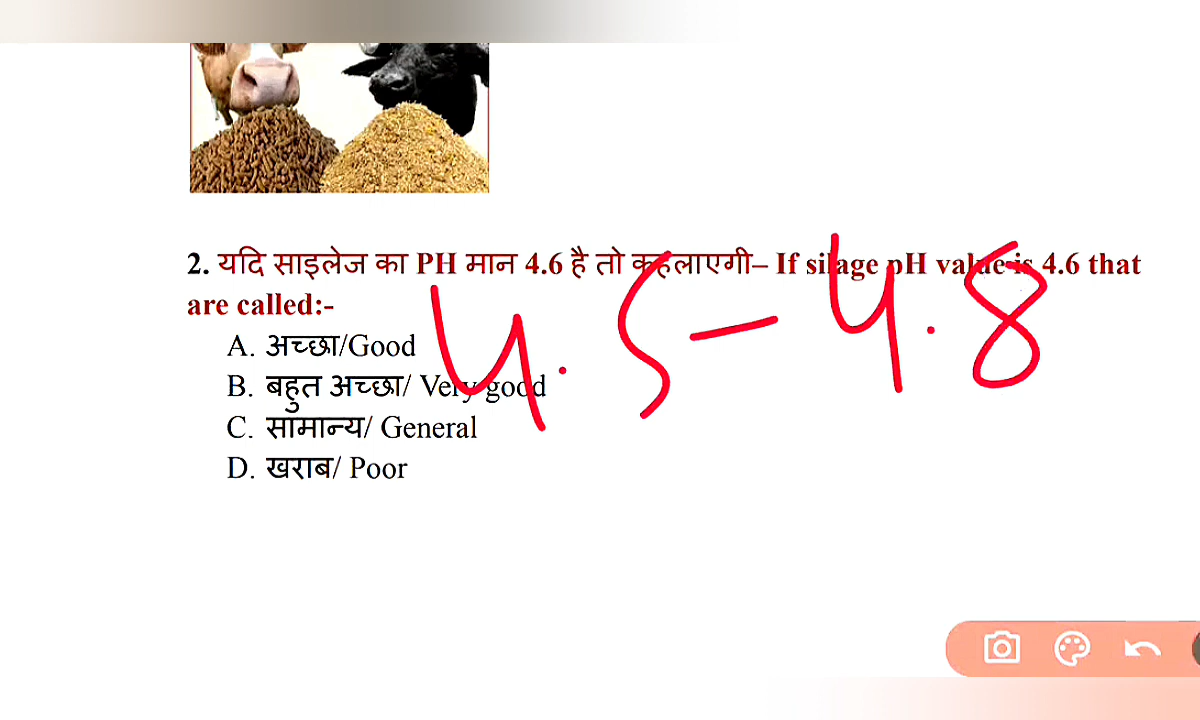 2. यदि साइलेज का PH मान 4.6 है तो कहलाएगी– If silage pH value is 4.6 that
are called:-
4.5-4.8
A. अच्छा/Good
B. बहुत अच्छा/ Very good
C. सामान्य/ General
D. खराब/ Poor